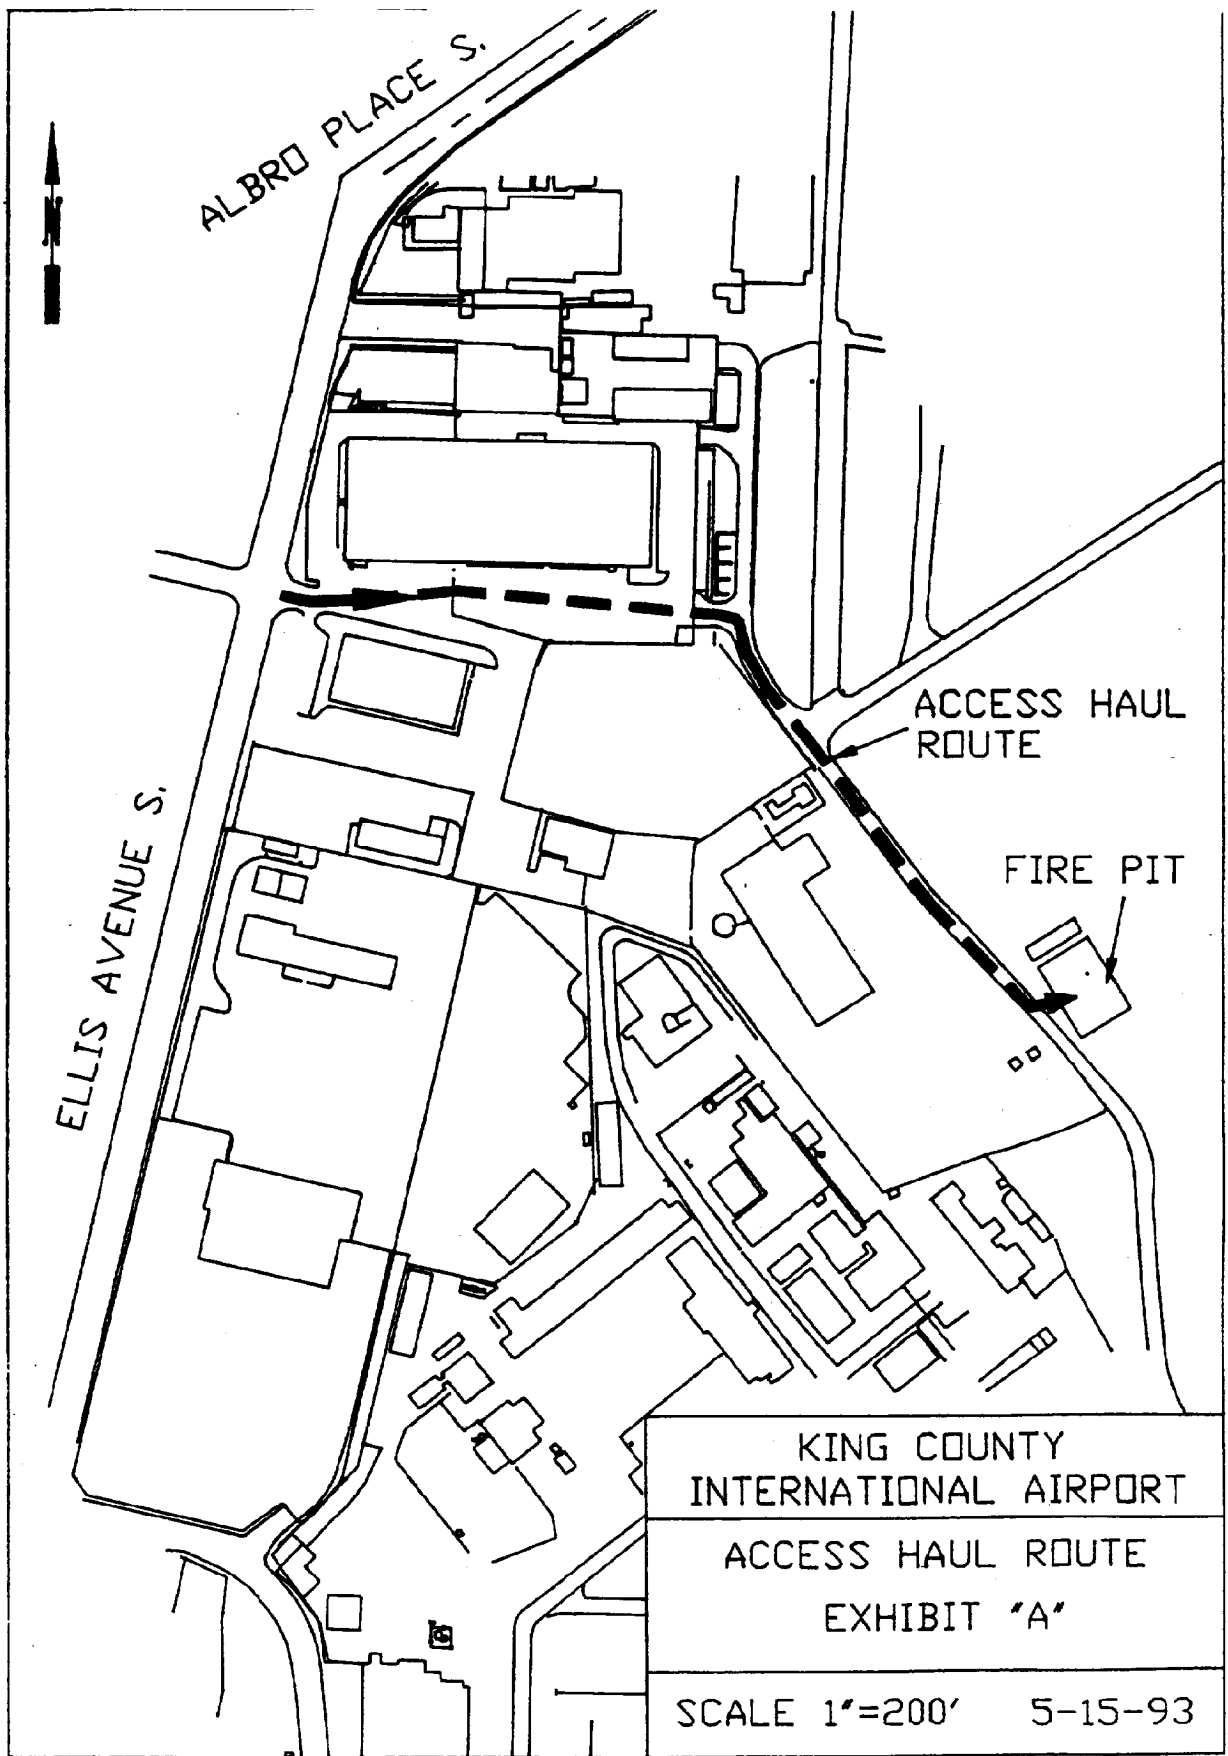 ALBRO PLACE S.
N
ACCESS HAUL
ROUTE
FIRE PIT
ELLIS AVENUE S.
KING COUNTY
INTERNATIONAL AIRPORT
ACCESS HAUL ROUTE
EXHIBIT "A"
SCALE 1"=200' 5-15-93